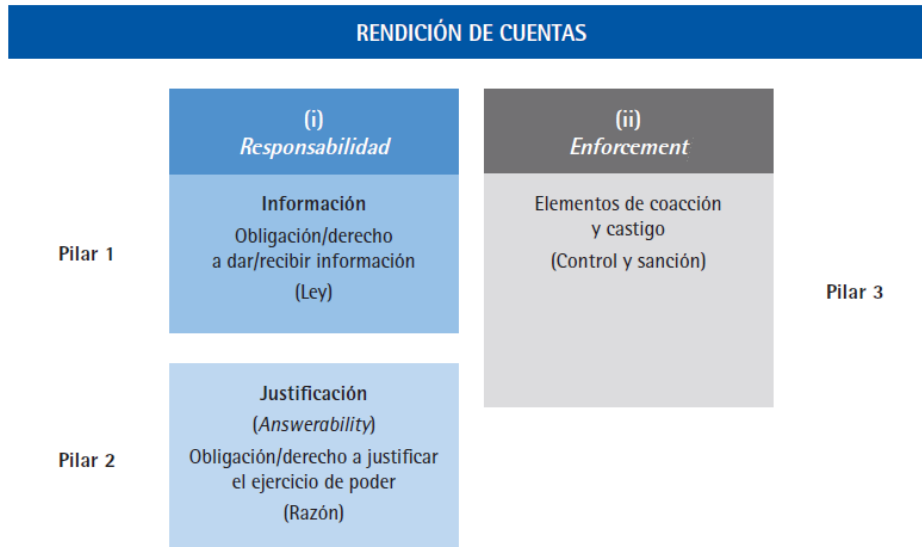 RENDICIÓN DE CUENTAS
(i)
Responsabilidad
Pilar 1
Información
Obligación/derecho
a dar/recibir información
(Ley)
Pilar 2
Justificación
(Answerability)
Obligación/derecho a justificar
el ejercicio de poder
(Razón)
(ii)
Enforcement
Elementos de coacción
y castigo
(Control y sanción)
Pilar 3